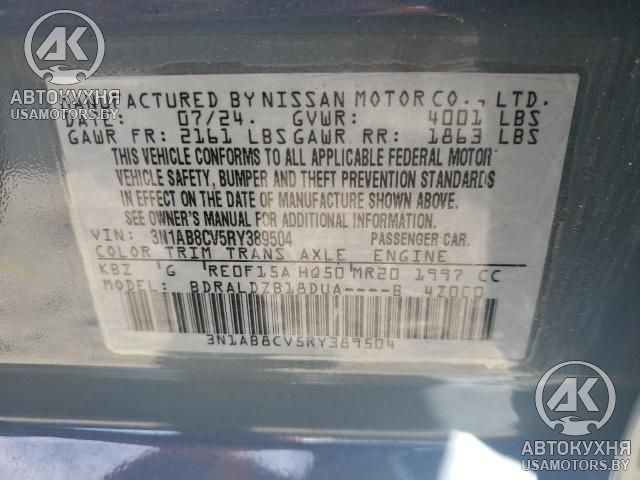 АВТОКУХНЯ
USAMOTORS.BY
MANUFACTURED BY NISSAN MOTOR CO., LTD.
DATE: 07/24. GVWR: 4001 LBS
GAWR FR: 2161 LBS GAWR RR: 1863 LBS
THIS VEHICLE CONFORMS TO ALL APPLICABLE FEDERAL MOTOR
VEHICLE SAFETY, BUMPER AND THEFT PREVENTION STANDARDS
IN EFFECT ON THE DATE OF MANUFACTURE SHOWN ABOVE.
SEE OWNER'S MANUAL FOR ADDITIONAL INFORMATION.
VIN: 3N1AB8CV5RY389504 PASSENGER CAR.
COLOR TRIM TRANS AXLE ENGINE
KBZ G RE0F15A HQ50 MR20 1997 CC
MODEL: BDRALDZB18DUA----B 4Z0C0
3N1AB8CV5RY389504
АВТОКУХНЯ
USAMOTORS.BY